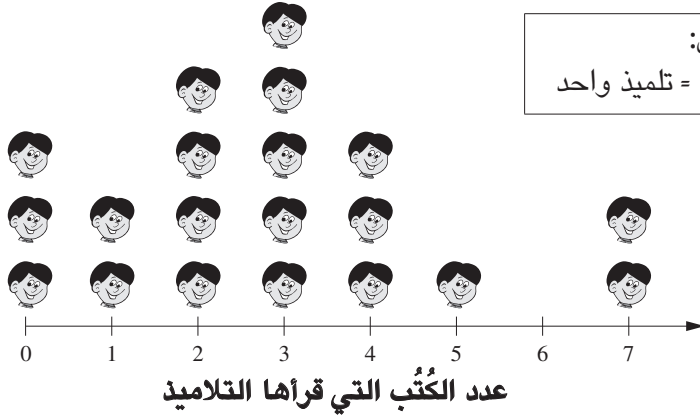 = تلميذ واحد
0 1 2 3 4 5 6 7
عدد الكُتُب التي قرأها التلاميذ